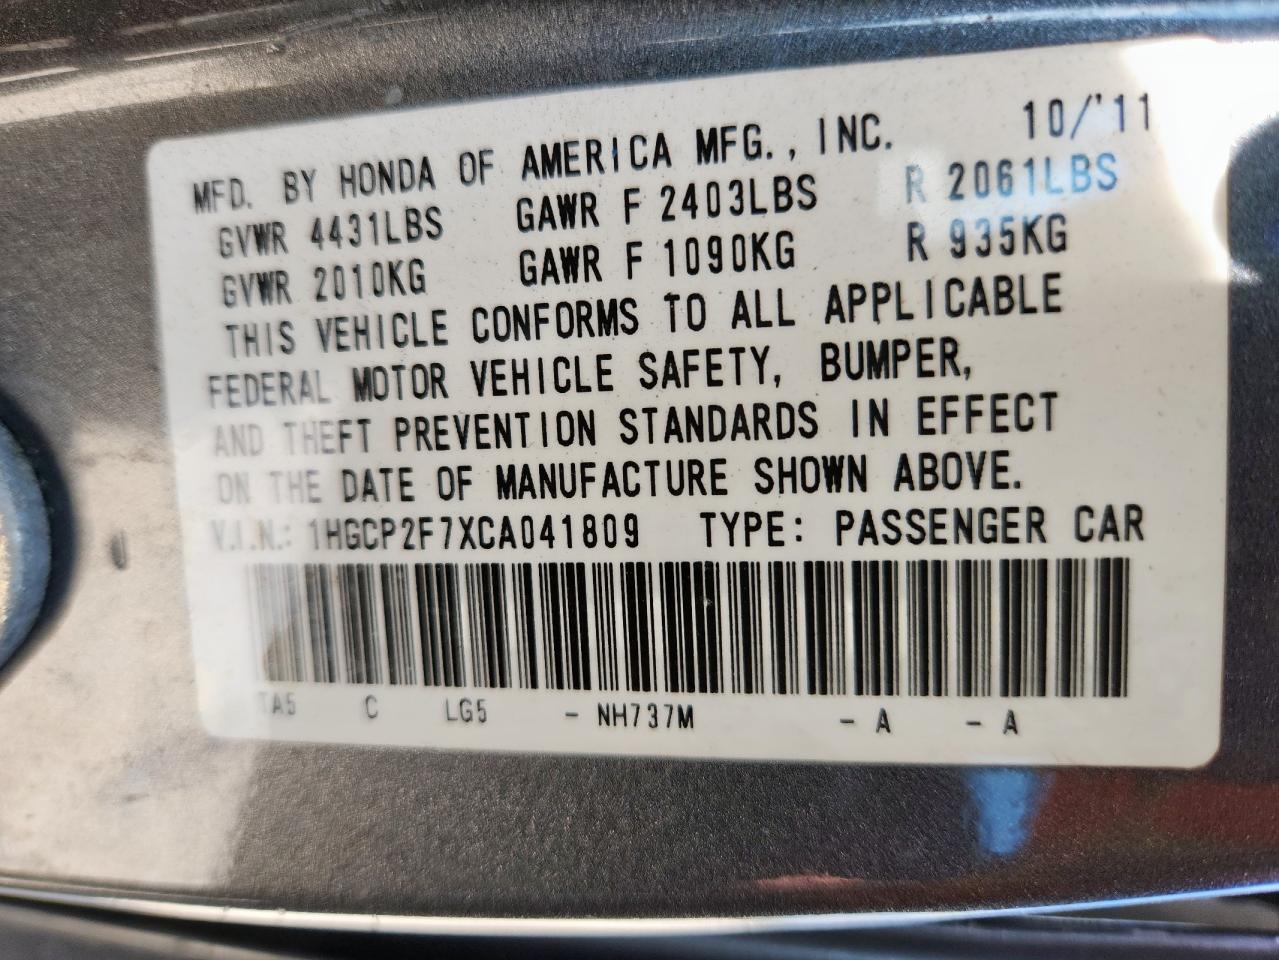 MFD. BY HONDA OF AMERICA MFG., INC. 10/'11
GVWR 4431LBS GAWR F 2403LBS R 2061LBS
GVWR 2010KG GAWR F 1090KG R 935KG
THIS VEHICLE CONFORMS TO ALL APPLICABLE
FEDERAL MOTOR VEHICLE SAFETY, BUMPER,
AND THEFT PREVENTION STANDARDS IN EFFECT
ON THE DATE OF MANUFACTURE SHOWN ABOVE.
V.I.N.: 1HGCP2F7XCA041809 TYPE: PASSENGER CAR
TA5 C LG5 - NH737M - A - A